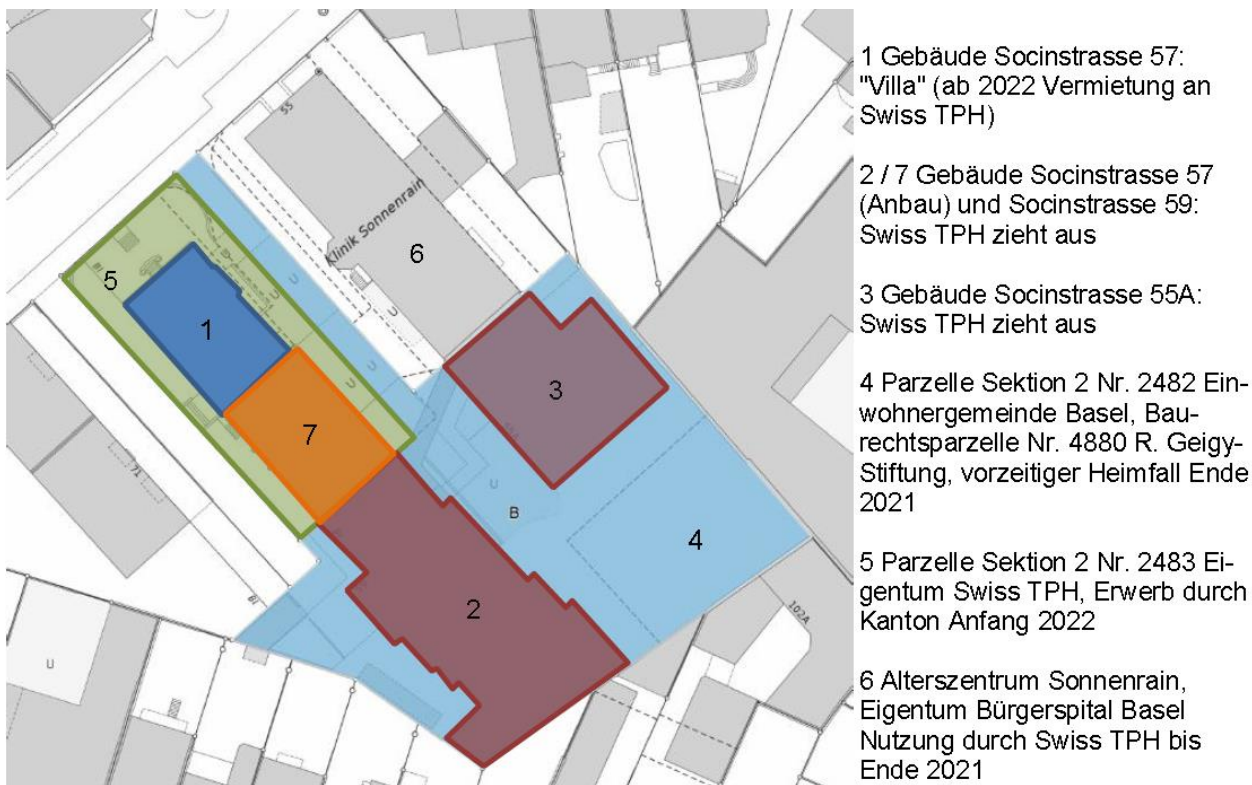 1 Gebäude Socinstrasse 57:
"Villa" (ab 2022 Vermietung an
Swiss TPH)
2 / 7 Gebäude Socinstrasse 57
(Anbau) und Socinstrasse 59:
Swiss TPH zieht aus
3 Gebäude Socinstrasse 55A:
Swiss TPH zieht aus
4 Parzelle Sektion 2 Nr. 2482 Ein-
wohnergemeinde Basel, Bau-
rechtsparzelle Nr. 4880 R. Geigy-
Stiftung, vorzeitiger Heimfall Ende
2021
5 Parzelle Sektion 2 Nr. 2483 Ei-
gentum Swiss TPH, Erwerb durch
Kanton Anfang 2022
6 Alterszentrum Sonnenrain,
Eigentum Bürgerspital Basel
Nutzung durch Swiss TPH bis
Ende 2021
55
Klinik Sonnenrain
6
5
1
7
3
2
4
B
U
U
U
U
U
U
71
102A